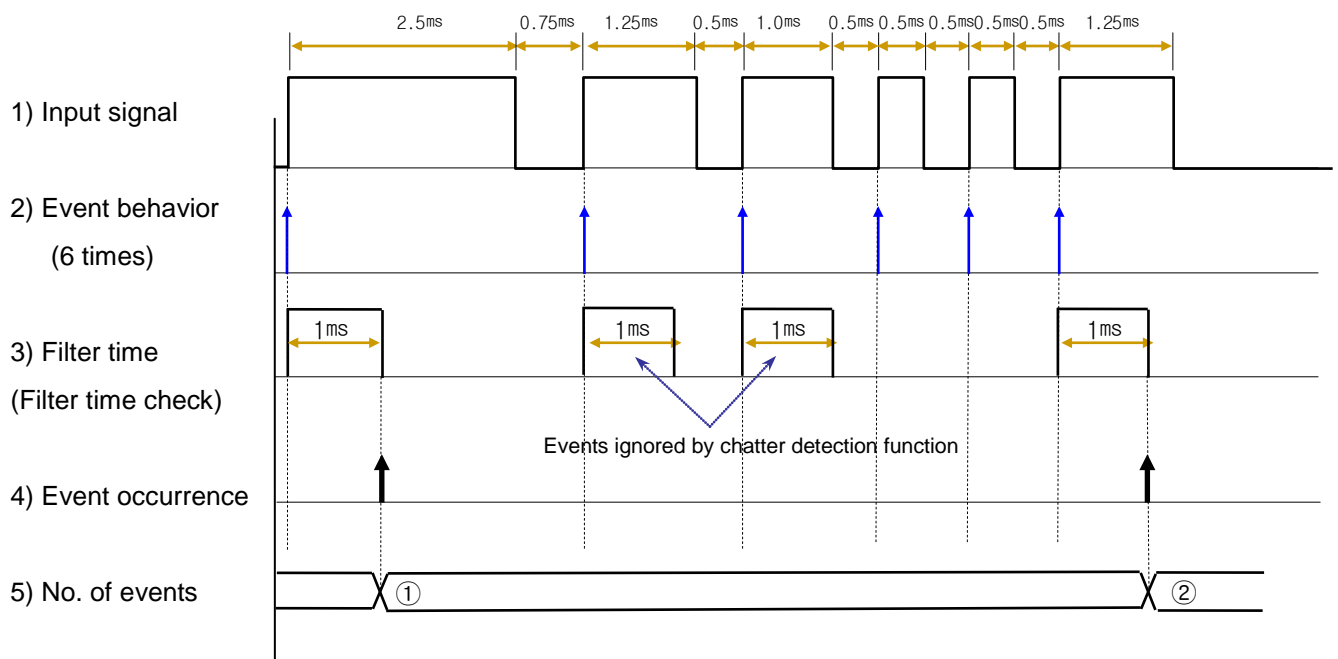 2.5ms 0.75ms 1.25ms 0.5ms 1.0ms 0.5ms 0.5ms 0.5ms 0.5ms 0.5ms 1.25ms
1) Input signal
2) Event behavior
(6 times)
1ms 1ms 1ms 1ms
3) Filter time
(Filter time check)
Events ignored by chatter detection function
4) Event occurrence
5) No. of events ① ②